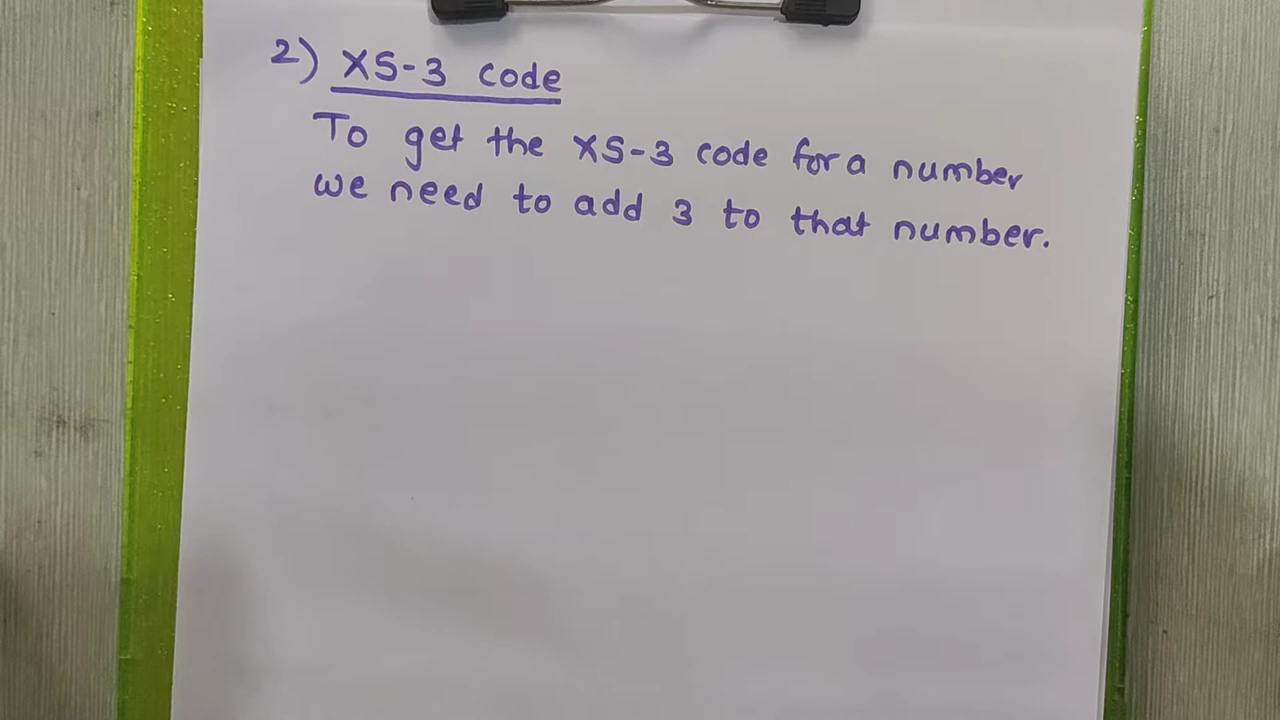 2) XS-3 code
To get the XS-3 code for a number
we need to add 3 to that number.